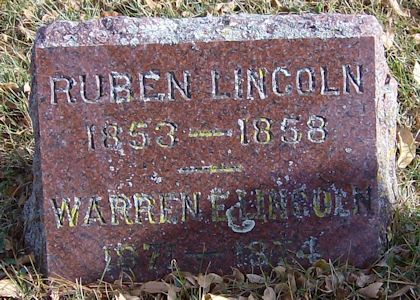 RUBEN LINCOLN
1853 — 1858
WARREN E LINCOLN